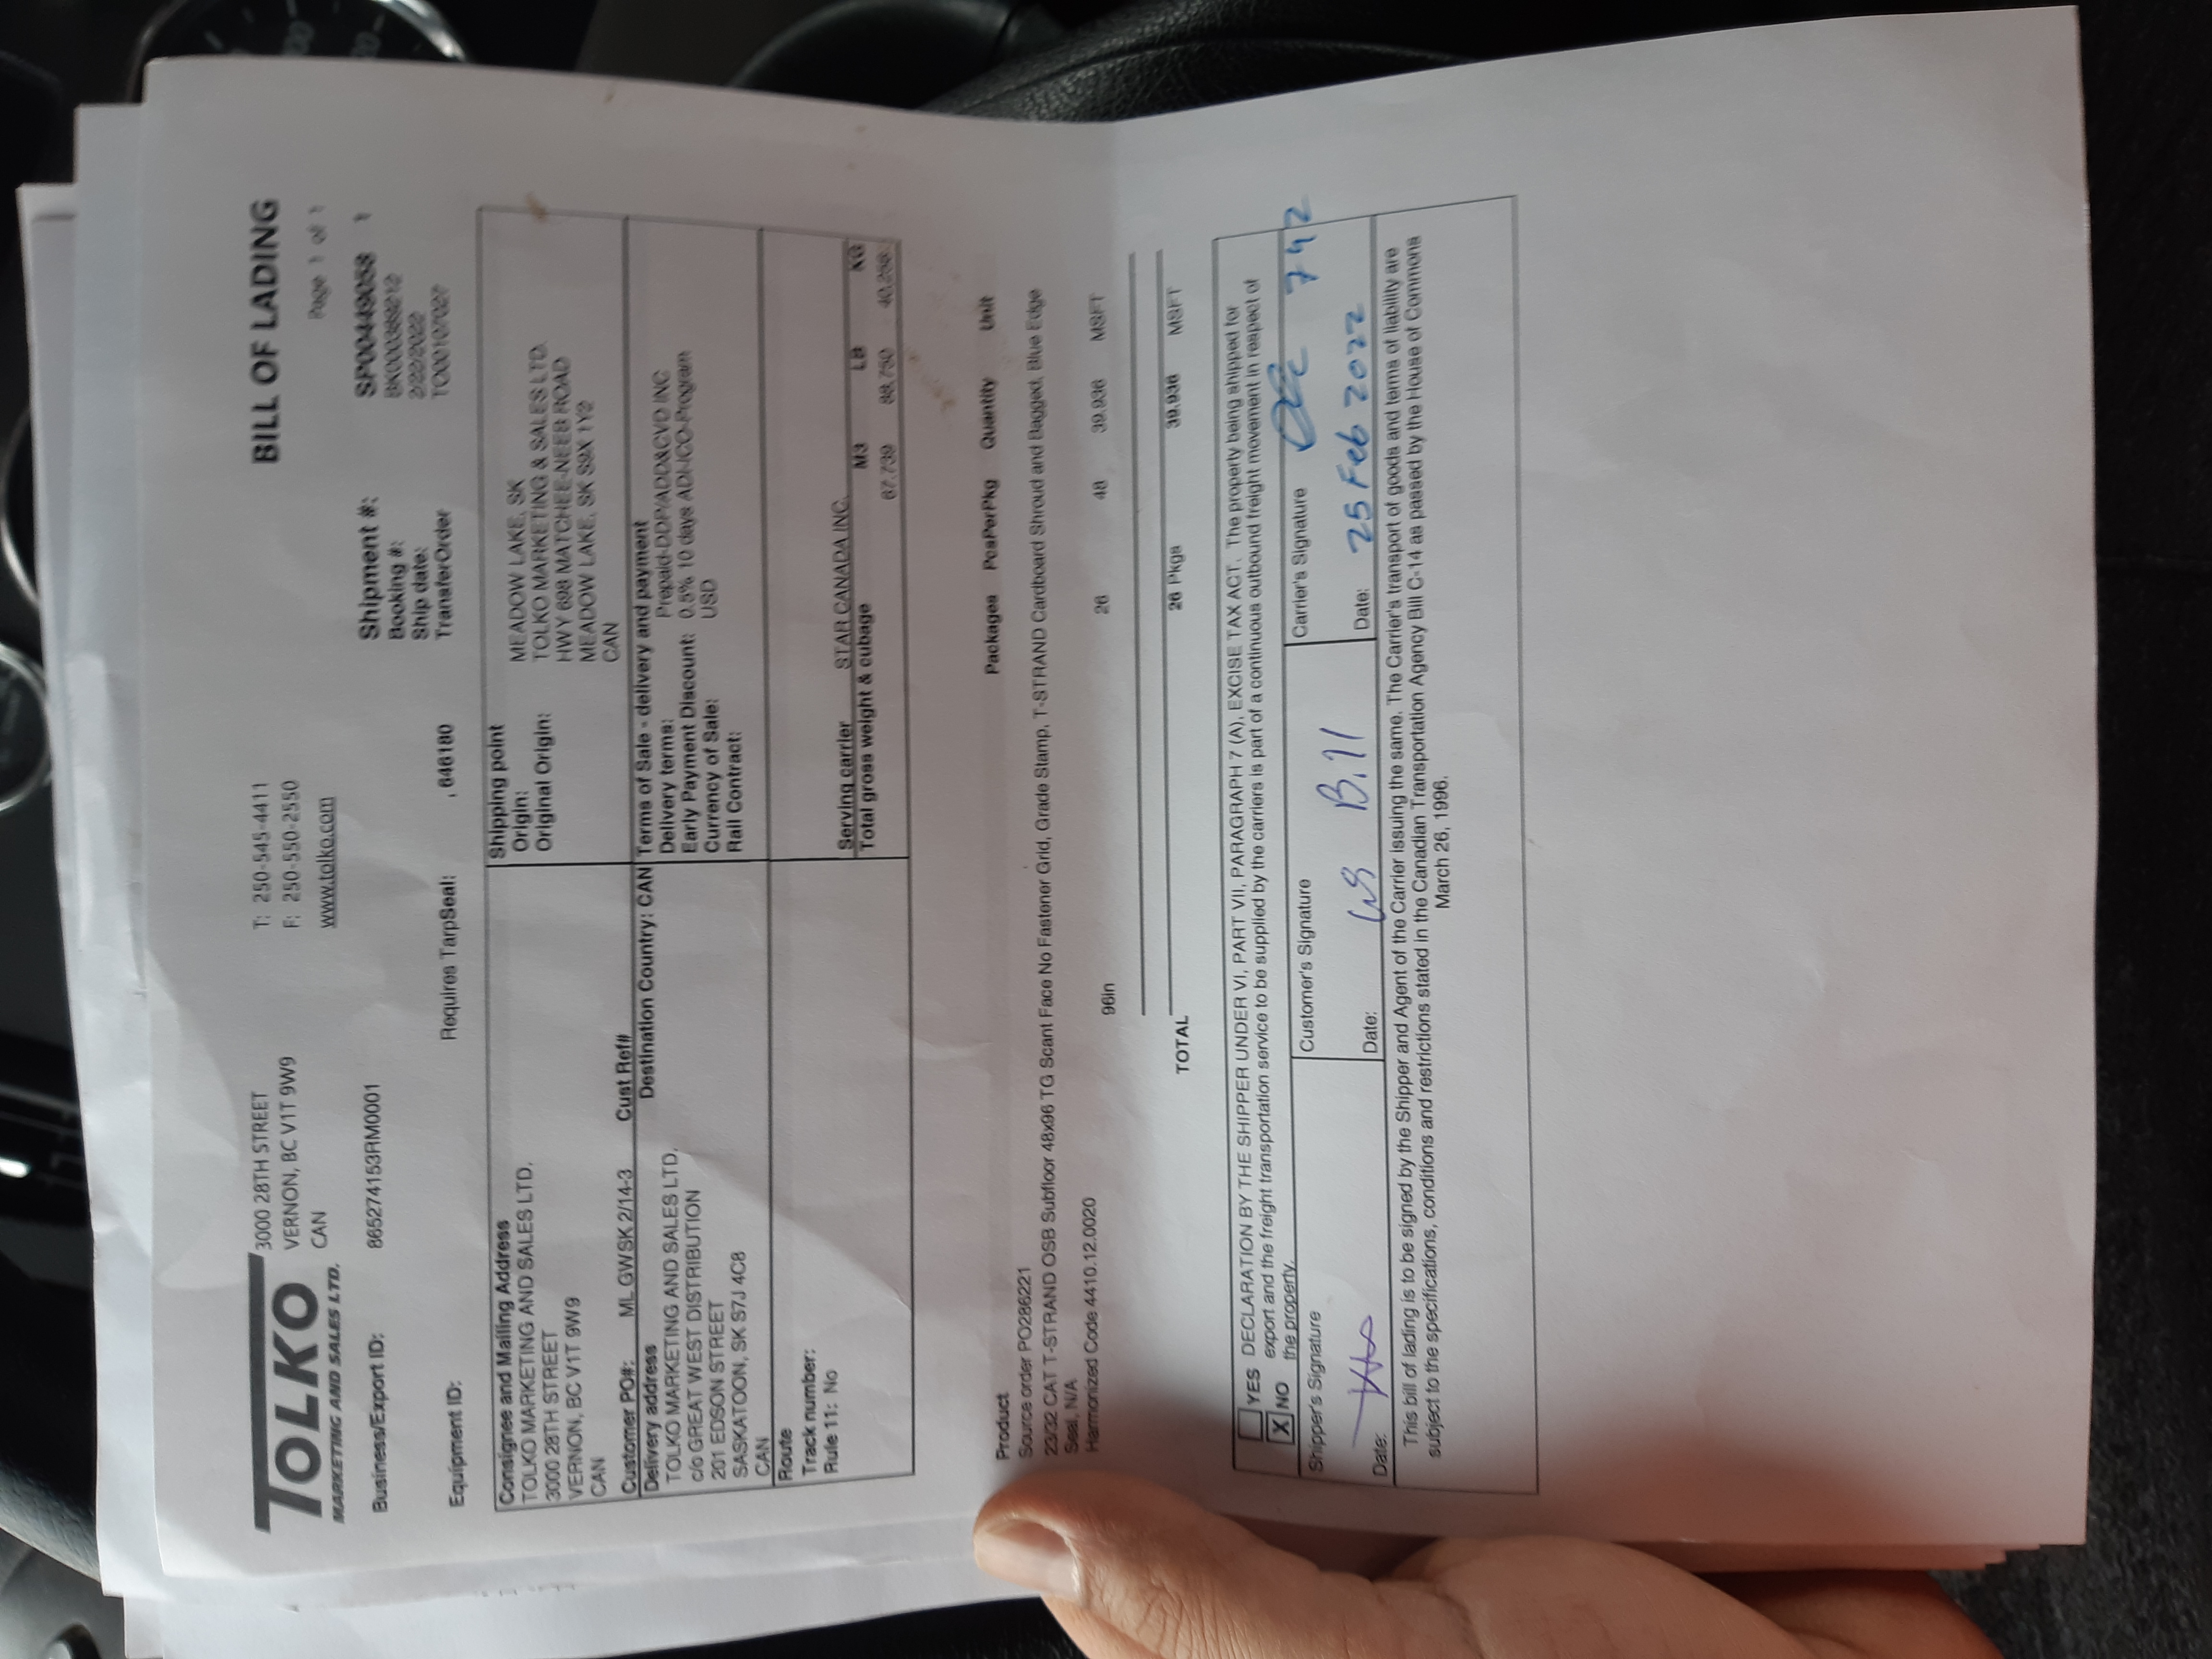 TOLKO
MARKETING AND SALES LTD.
3000 28TH STREET
VERNON, BC V1T 9W9
CAN
T: 250-545-4411
F: 250-550-2550
www.tolko.com
BILL OF LADING
Page 1 of 1
Business/Export ID: 865274153RM0001
Shipment #: SP00449058 1
Booking #: BK000389212
Ship date: 2/22/2022
TransferOrder TO00107027
Equipment ID:
Requires TarpSeal: , 646180
Consignee and Mailing Address
TOLKO MARKETING AND SALES LTD.
3000 28TH STREET
VERNON, BC V1T 9W9
CAN
Customer PO#: ML GWSK 2/14-3 Cust Ref#
Shipping point
Origin: MEADOW LAKE, SK
Original Origin: TOLKO MARKETING & SALES LTD.
HWY 698 MATCHEE-NEEB ROAD
MEADOW LAKE, SK S9X 1Y2
CAN
Delivery address Destination Country: CAN
TOLKO MARKETING AND SALES LTD.
c/o GREAT WEST DISTRIBUTION
201 EDSON STREET
SASKATOON, SK S7J 4C8
CAN
Terms of Sale - delivery and payment
Delivery terms: Prepaid-DDP/ADD&CVD INC
Early Payment Discount: 0.5% 10 days ADI-ICO-Program
Currency of Sale: USD
Rail Contract:
Route
Track number:
Rule 11: No
Serving carrier STAR CANADA INC.
Total gross weight & cubage M3 LB KG
67.739 88,750 40,256
Product Packages PcsPerPkg Quantity Unit
Source order PO286221
23/32 CAT T-STRAND OSB Subfloor 48x96 TG Scant Face No Fastener Grid, Grade Stamp, T-STRAND Cardboard Shroud and Bagged, Blue Edge
Seal, N/A
Harmonized Code 4410.12.0020
96in 26 48 39.936 MSFT
TOTAL 26 Pkgs 39.936 MSFT
YES
X NO
DECLARATION BY THE SHIPPER UNDER VI, PART VII, PARAGRAPH 7 (A), EXCISE TAX ACT. The property being shipped for
export and the freight transportation service to be supplied by the carriers is part of a continuous outbound freight movement in respect of
the property.
Shipper's Signature
Date:
Customer's Signature
Date: Bill
Carrier's Signature 742
Date: 25 Feb 2022
This bill of lading is to be signed by the Shipper and Agent of the Carrier issuing the same. The Carrier's transport of goods and terms of liability are
subject to the specifications, conditions and restrictions stated in the Canadian Transportation Agency Bill C-14 as passed by the House of Commons
March 26, 1996.